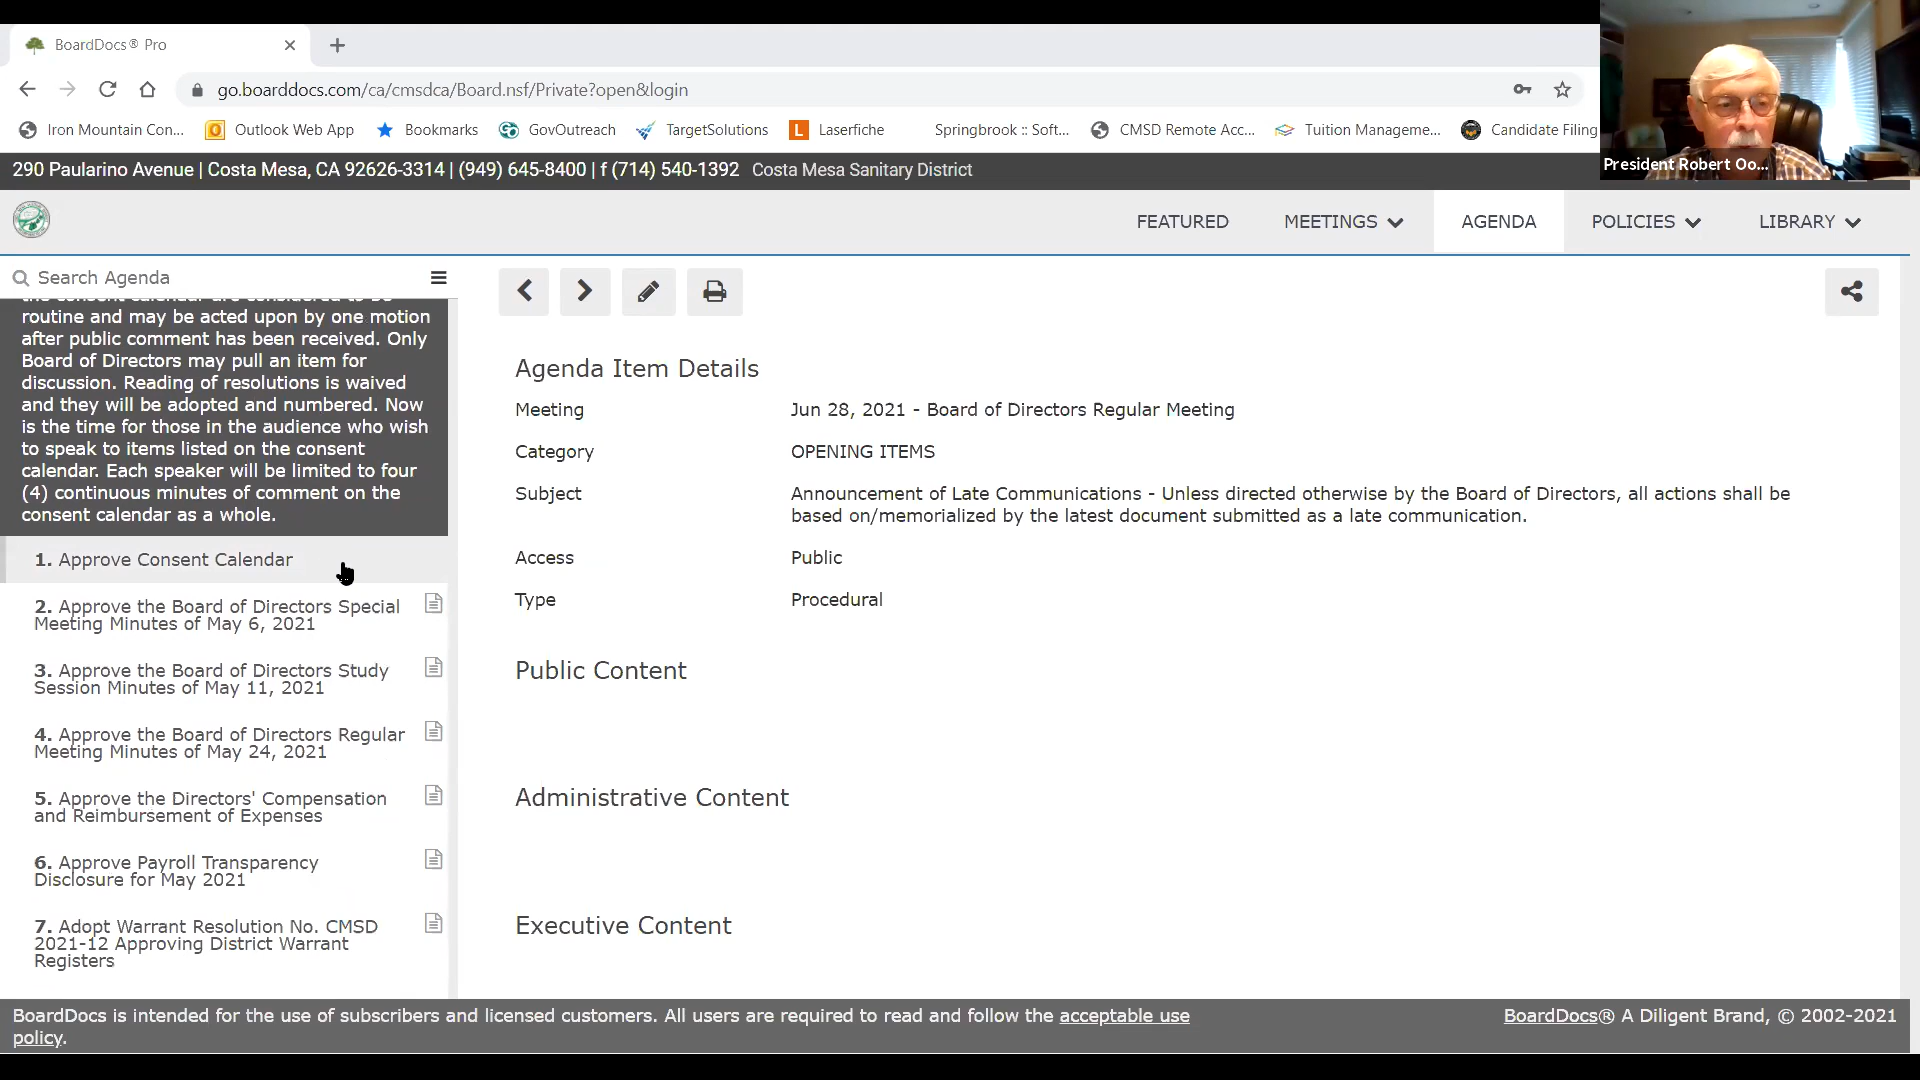 BoardDocs® Pro
go.boarddocs.com/ca/cmsdca/Board.nsf/Private?open&login
Iron Mountain Con... Outlook Web App Bookmarks GovOutreach TargetSolutions Laserfiche Springbrook :: Soft... CMSD Remote Acc... Tuition Manageme... Candidate Filing
President Robert Oo...
290 Paularino Avenue | Costa Mesa, CA 92626-3314 | (949) 645-8400 | f (714) 540-1392 Costa Mesa Sanitary District
FEATURED MEETINGS AGENDA POLICIES LIBRARY
Search Agenda
the consent calendar are considered to be
routine and may be acted upon by one motion
after public comment has been received. Only
Board of Directors may pull an item for
discussion. Reading of resolutions is waived
and they will be adopted and numbered. Now
is the time for those in the audience who wish
to speak to items listed on the consent
calendar. Each speaker will be limited to four
(4) continuous minutes of comment on the
consent calendar as a whole.
1. Approve Consent Calendar
2. Approve the Board of Directors Special
Meeting Minutes of May 6, 2021
3. Approve the Board of Directors Study
Session Minutes of May 11, 2021
4. Approve the Board of Directors Regular
Meeting Minutes of May 24, 2021
5. Approve the Directors' Compensation
and Reimbursement of Expenses
6. Approve Payroll Transparency
Disclosure for May 2021
7. Adopt Warrant Resolution No. CMSD
2021-12 Approving District Warrant
Registers
Agenda Item Details
Meeting Jun 28, 2021 - Board of Directors Regular Meeting
Category OPENING ITEMS
Subject Announcement of Late Communications - Unless directed otherwise by the Board of Directors, all actions shall be
based on/memorialized by the latest document submitted as a late communication.
Access Public
Type Procedural
Public Content
Administrative Content
Executive Content
BoardDocs is intended for the use of subscribers and licensed customers. All users are required to read and follow the acceptable use
policy.
BoardDocs® A Diligent Brand, © 2002-2021